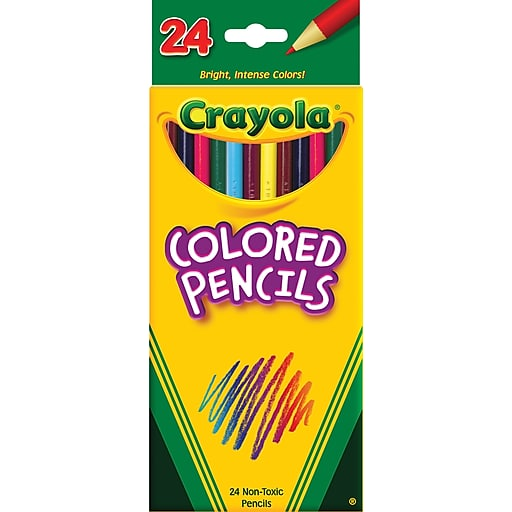 24
Bright, Intense Colors!
Crayola®
COLORED
PENCILS
24 Non-Toxic
Pencils
®